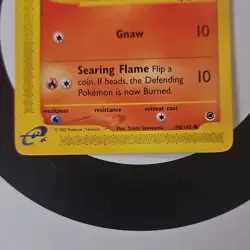 Gnaw 10
Searing Flame Flip a
coin. If heads, the Defending 10
Pokémon is now Burned.
weakness resistance retreat cost